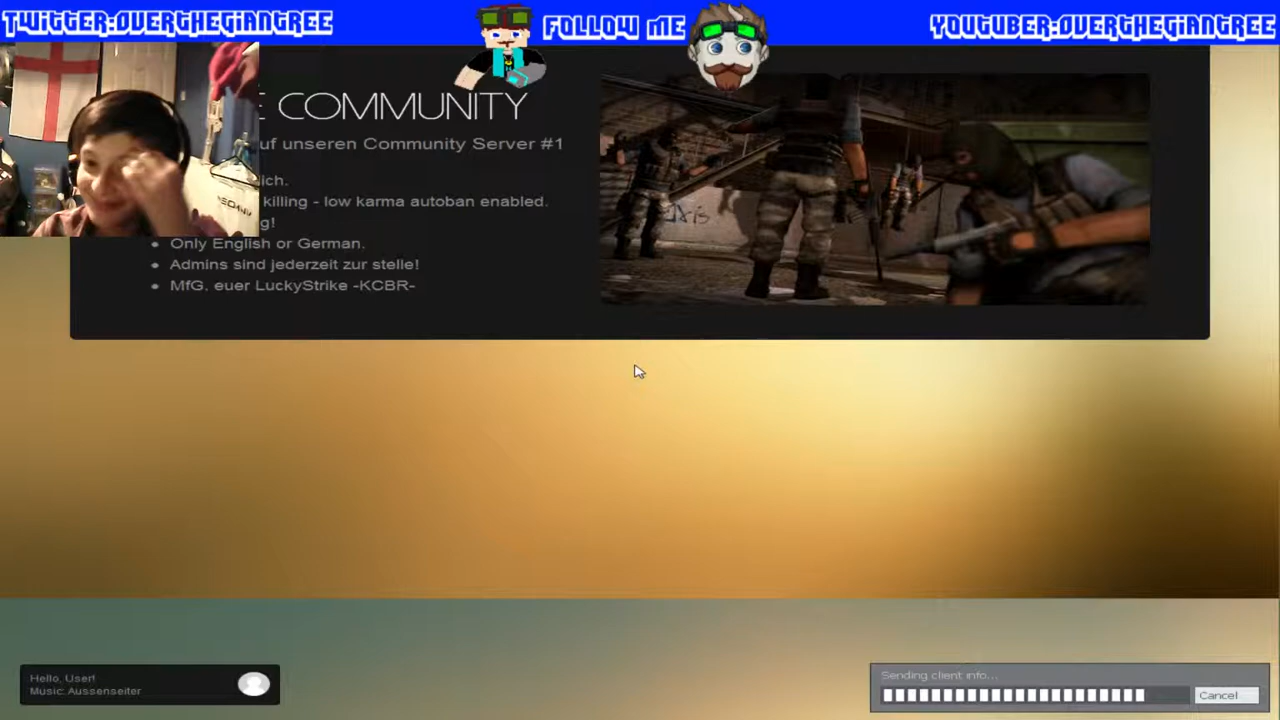 TWITTER:OVERTHEGIANTREE
FOLLOW ME
YOUTUBER:OVERTHEGIANTREE
E COMMUNITY
uf unseren Community Server #1
ich.
killing - low karma autoban enabled.
g!
Only English or German.
Admins sind jederzeit zur stelle!
MfG. euer LuckyStrike -KCBR-
Hello, User!
Music: Aussenseiter
Sending client info...
Cancel